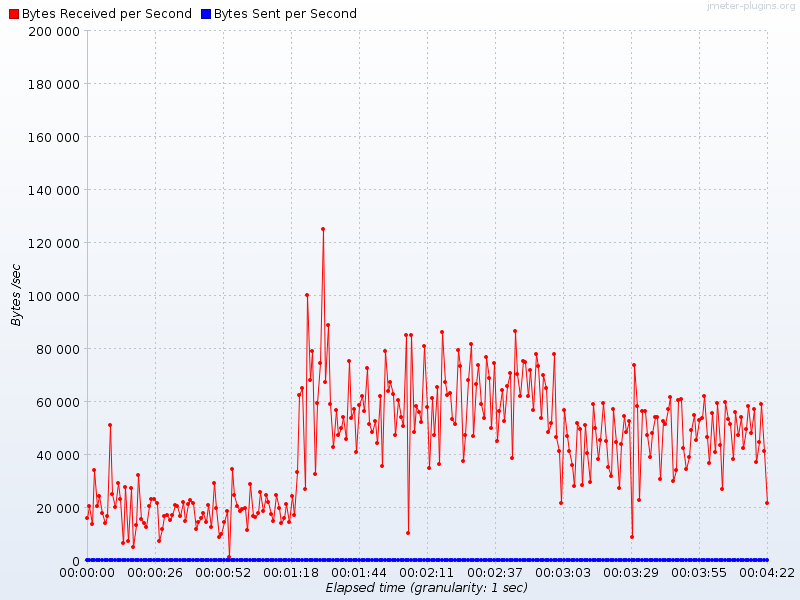 jmeter-plugins.org
Bytes Received per Second Bytes Sent per Second
200 000
180 000
160 000
140 000
120 000
100 000
80 000
60 000
40 000
20 000
0
Bytes /sec
00:00:00 00:00:26 00:00:52 00:01:18 00:01:44 00:02:11 00:02:37 00:03:03 00:03:29 00:03:55 00:04:22
Elapsed time (granularity: 1 sec)